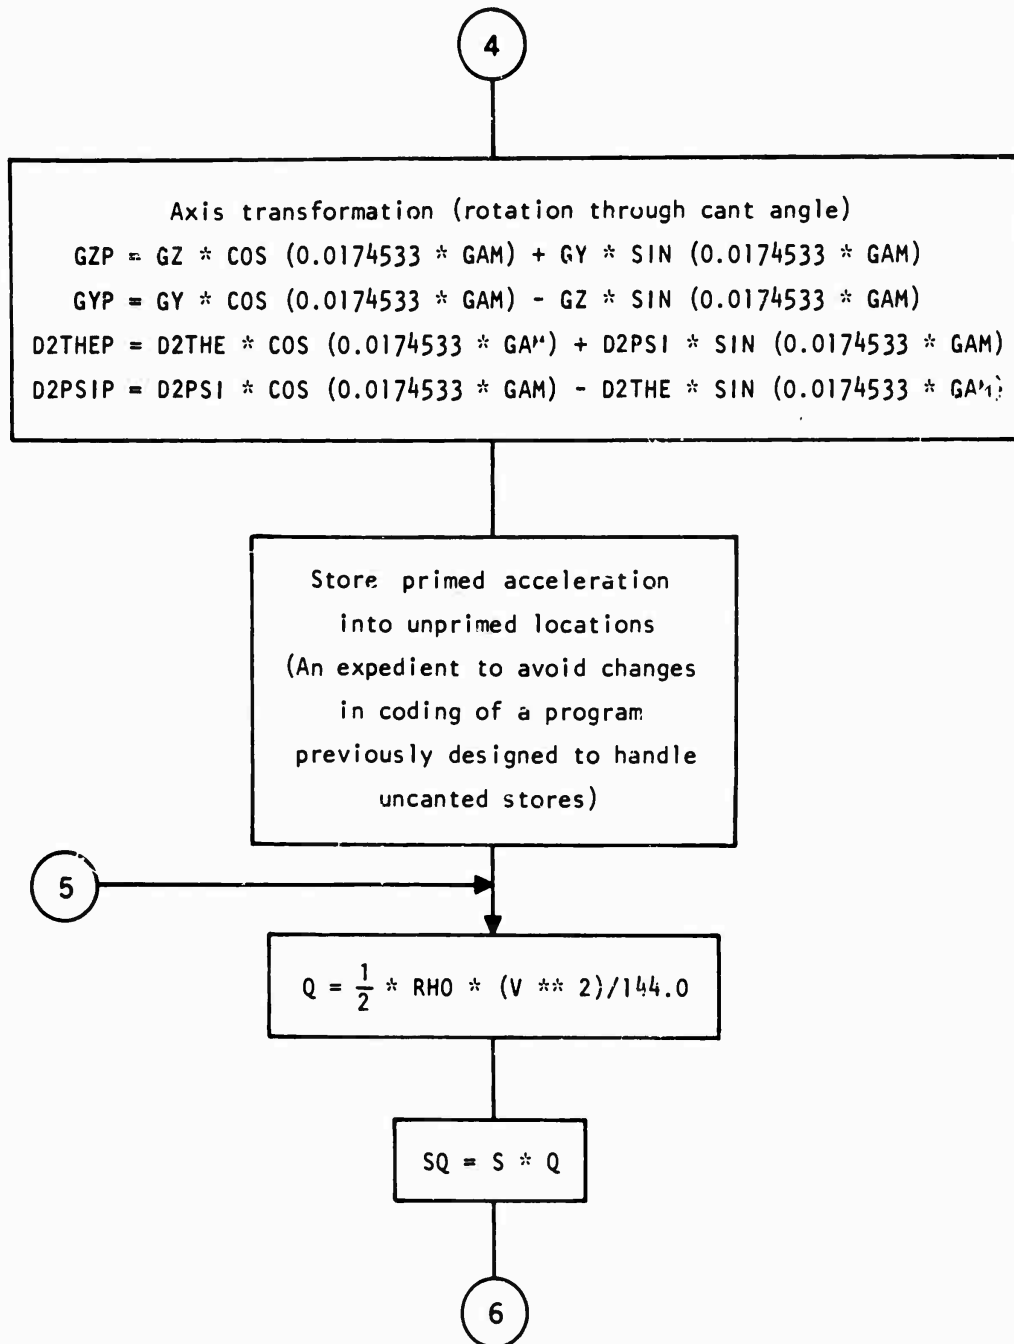 4
Axis transformation (rotation through cant angle)
GZP = GZ * COS (0.0174533 * GAM) + GY * SIN (0.0174533 * GAM)
GYP = GY * COS (0.0174533 * GAM) - GZ * SIN (0.0174533 * GAM)
D2THEP = D2THE * COS (0.0174533 * GAM) + D2PSI * SIN (0.0174533 * GAM)
D2PSIP = D2PSI * COS (0.0174533 * GAM) - D2THE * SIN (0.0174533 * GAM)
Store primed acceleration
into unprimed locations
(An expedient to avoid changes
in coding of a program
previously designed to handle
uncanted stores)
5
Q = 1/2 * RHO * (V ** 2)/144.0
SQ = S * Q
6